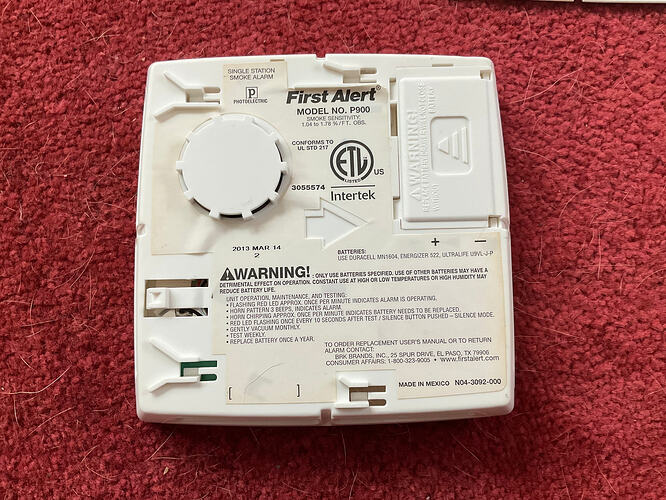 SINGLE STATION
SMOKE ALARM
P
PHOTOELECTRIC
First Alert®
MODEL NO. P900
SMOKE SENSITIVITY:
1.04 to 1.78 %/FT. OBS.
CONFORMS TO
UL STD 217
ETL
LISTED
US
3055574
Intertek
WARNING!
2013 MAR 14
2
+ -
BATTERIES:
USE DURACELL MN1604, ENERGIZER 522, ULTRALIFE U9VL-J-P
WARNING! : ONLY USE BATTERIES SPECIFIED. USE OF OTHER BATTERIES MAY HAVE A
DETRIMENTAL EFFECT ON OPERATION. CONSTANT USE AT HIGH OR LOW TEMPERATURES OR HIGH HUMIDITY MAY
REDUCE BATTERY LIFE.
UNIT OPERATION, MAINTENANCE, AND TESTING:
• FLASHING RED LED APPROX. ONCE PER MINUTE INDICATES ALARM IS OPERATING.
• HORN PATTERN 3 BEEPS, INDICATES ALARM.
• HORN CHIRPING APPROX. ONCE PER MINUTE INDICATES BATTERY NEEDS TO BE REPLACED.
• RED LED FLASHING ONCE EVERY 10 SECONDS AFTER TEST / SILENCE BUTTON PUSHED – SILENCE MODE.
• GENTLY VACUUM MONTHLY.
• TEST WEEKLY.
• REPLACE BATTERY ONCE A YEAR.
TO ORDER REPLACEMENT USER'S MANUAL OR TO RETURN
ALARM CONTACT:
BRK BRANDS, INC., 25 SPUR DRIVE, EL PASO, TX 79906
CONSUMER AFFAIRS: 1-800-323-9005 • www.firstalert.com
[ ]
MADE IN MEXICO N04-3092-000